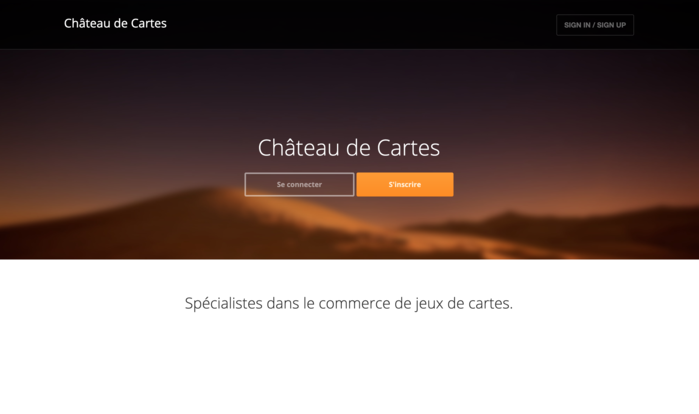 Château de Cartes
SIGN IN / SIGN UP
Château de Cartes
Se connecter
S'inscrire
Spécialistes dans le commerce de jeux de cartes.